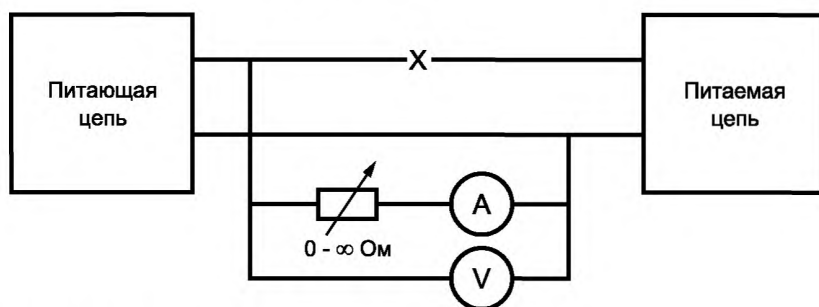 Питающая
цепь
X
Питаемая
цепь
A
0 - ∞ Ом
V